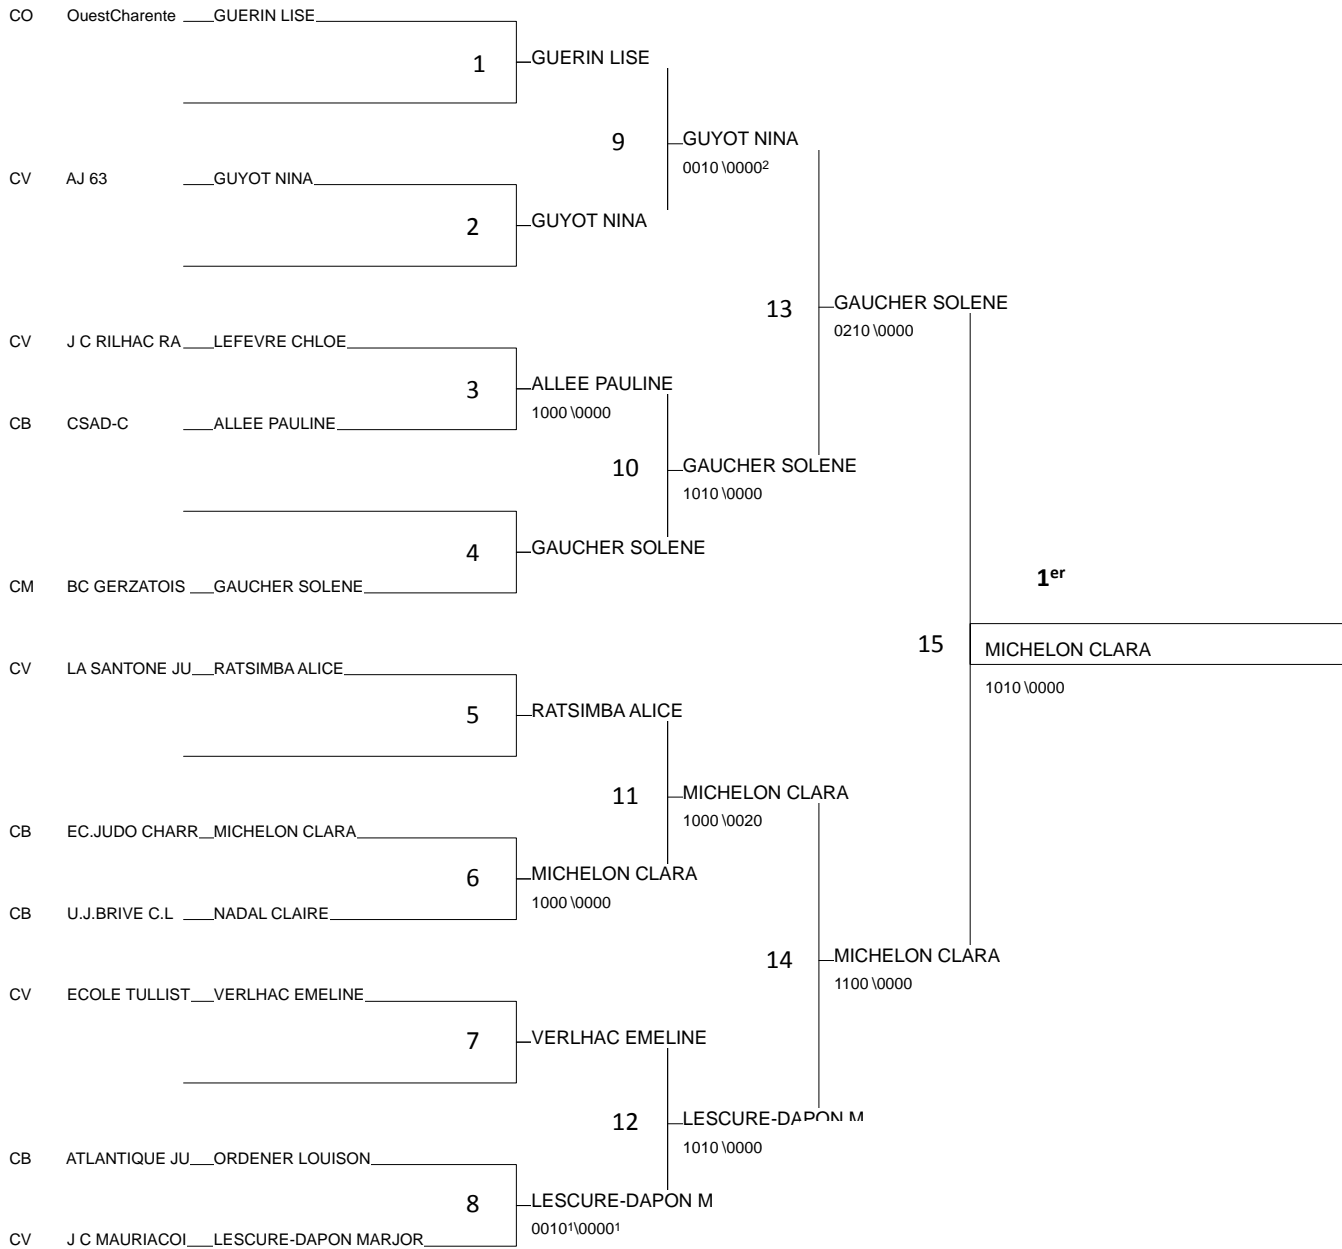 CO OuestCharente GUERIN LISE
1 GUERIN LISE
9 GUYOT NINA
0010 \0000²
CV AJ 63 GUYOT NINA
2 GUYOT NINA
13 GAUCHER SOLENE
0210 \0000
CV J C RILHAC RA LEFEVRE CHLOE
3 ALLEE PAULINE
1000 \0000
CB CSAD-C ALLEE PAULINE
10 GAUCHER SOLENE
1010 \0000
4 GAUCHER SOLENE
CM BC GERZATOIS GAUCHER SOLENE
1er
15 MICHELON CLARA
1010 \0000
CV LA SANTONE JU RATSIMBA ALICE
5 RATSIMBA ALICE
11 MICHELON CLARA
1000 \0020
CB EC.JUDO CHARR MICHELON CLARA
6 MICHELON CLARA
1000 \0000
CB U.J.BRIVE C.L NADAL CLAIRE
14 MICHELON CLARA
1100 \0000
CV ECOLE TULLIST VERLHAC EMELINE
7 VERLHAC EMELINE
12 LESCURE-DAPON M
1010 \0000
CB ATLANTIQUE JU ORDENER LOUISON
8 LESCURE-DAPON M
0010¹\0000¹
CV J C MAURIACOI LESCURE-DAPON MARJOR